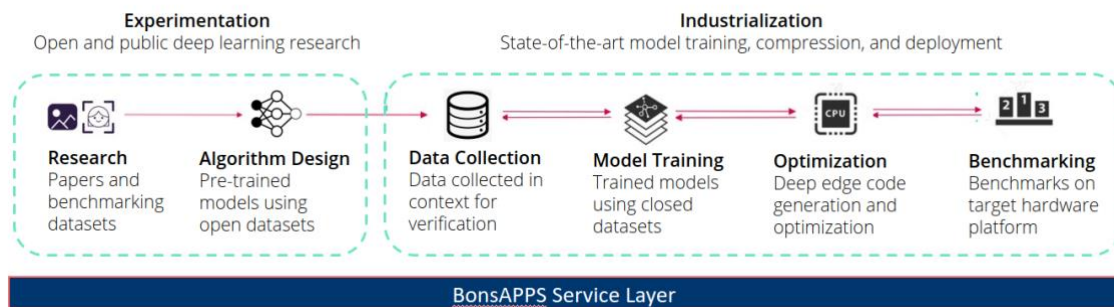 Experimentation
Open and public deep learning research
Industrialization
State-of-the-art model training, compression, and deployment
Research
Papers and
benchmarking
datasets
Algorithm Design
Pre-trained
models using
open datasets
Data Collection
Data collected in
context for
verification
Model Training
Trained models
using closed
datasets
CPU
Optimization
Deep edge code
generation and
optimization
2 1 3
Benchmarking
Benchmarks on
target hardware
platform
BonsAPPS Service Layer